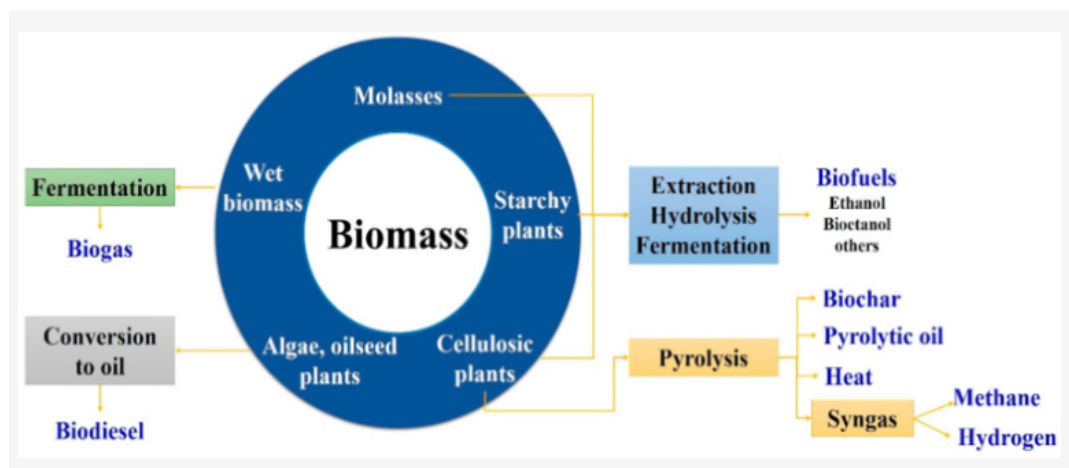 Molasses
Wet
biomass
Starchy
plants
Biomass
Algae, oilseed
plants
Cellulosic
plants
Fermentation
Biogas
Conversion
to oil
Biodiesel
Extraction
Hydrolysis
Fermentation
Biofuels
Ethanol
Bioctanol
others
Pyrolysis
Biochar
Pyrolytic oil
Heat
Syngas
Methane
Hydrogen